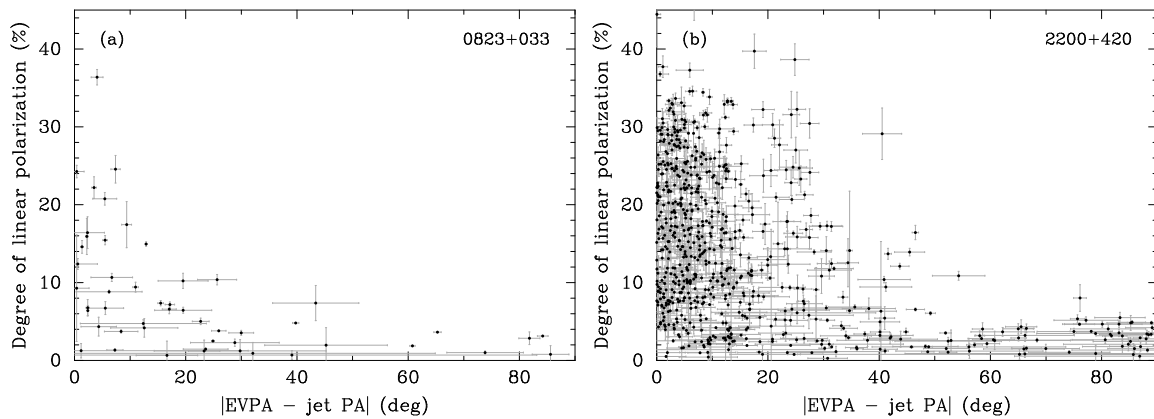 (a) 0823+033
Degree of linear polarization (%)
40
30
20
10
0
0 20 40 60 80
|EVPA − jet PA| (deg)
(b) 2200+420
Degree of linear polarization (%)
40
30
20
10
0
0 20 40 60 80
|EVPA − jet PA| (deg)